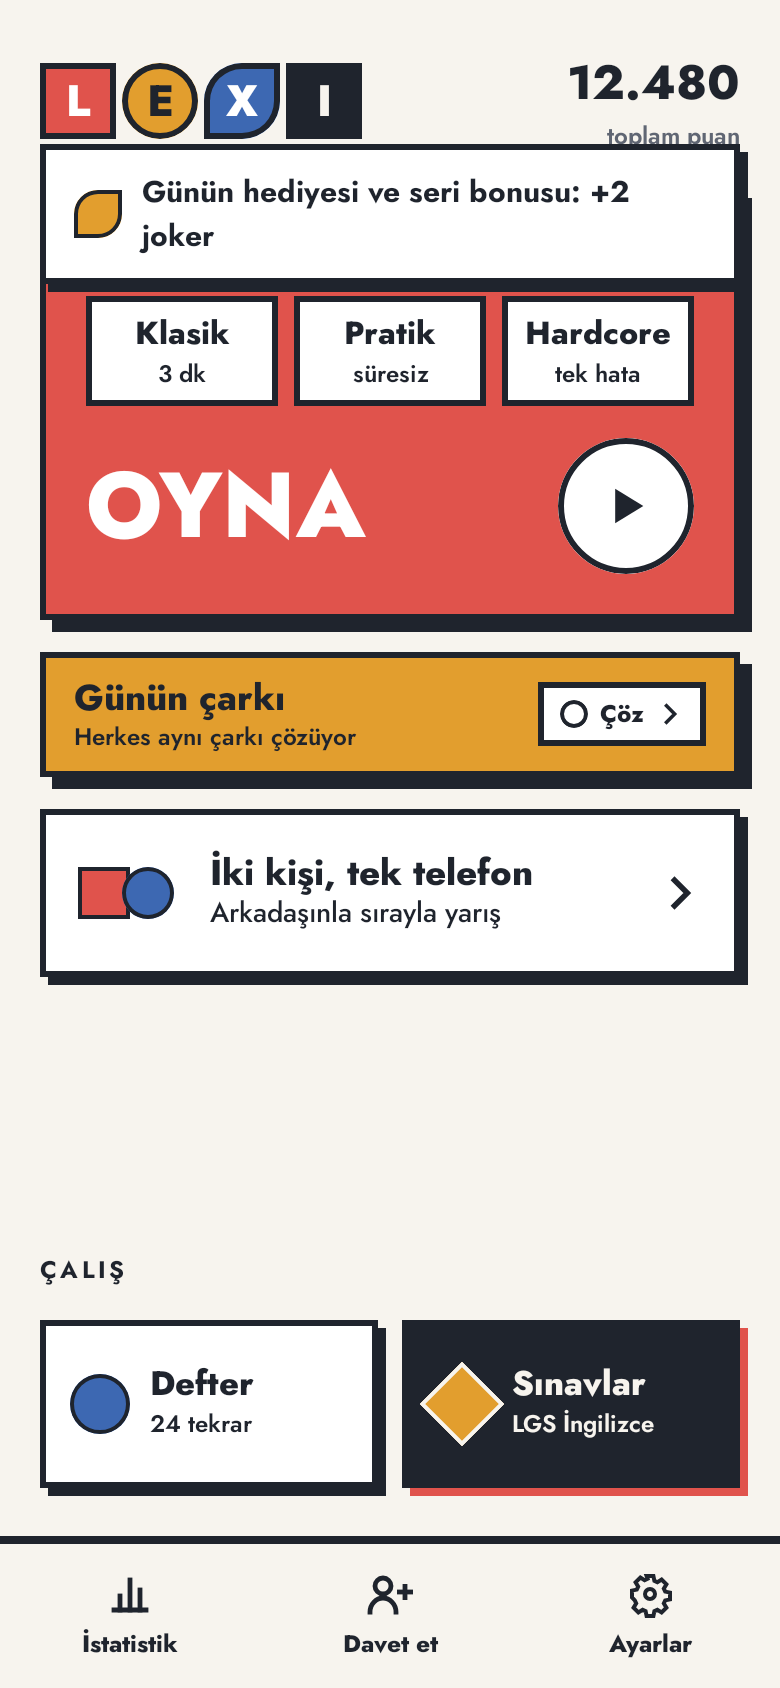 LEXI
12.480
toplam puan
Günün hediyesi ve seri bonusu: +2
joker
Klasik
3 dk
Pratik
süresiz
Hardcore
tek hata
OYNA
Günün çarkı
Herkes aynı çarkı çözüyor
Çöz
İki kişi, tek telefon
Arkadaşınla sırayla yarış
ÇALIŞ
Defter
24 tekrar
Sınavlar
LGS İngilizce
İstatistik
Davet et
Ayarlar